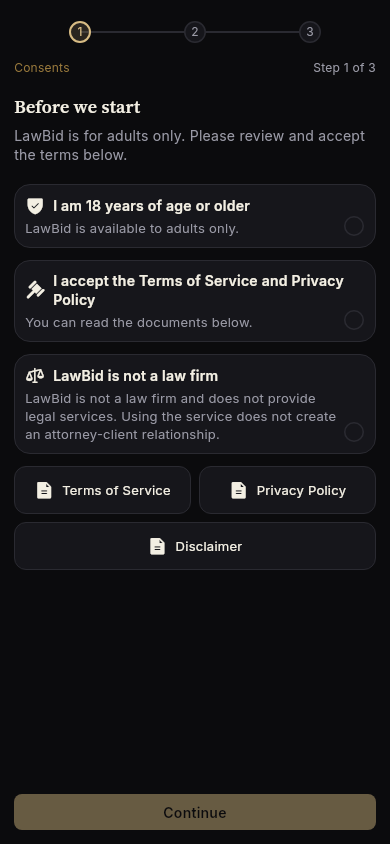 1 2 3
Consents Step 1 of 3
Before we start
LawBid is for adults only. Please review and accept
the terms below.
I am 18 years of age or older
LawBid is available to adults only.
I accept the Terms of Service and Privacy
Policy
You can read the documents below.
LawBid is not a law firm
LawBid is not a law firm and does not provide
legal services. Using the service does not create
an attorney-client relationship.
Terms of Service Privacy Policy
Disclaimer
Continue